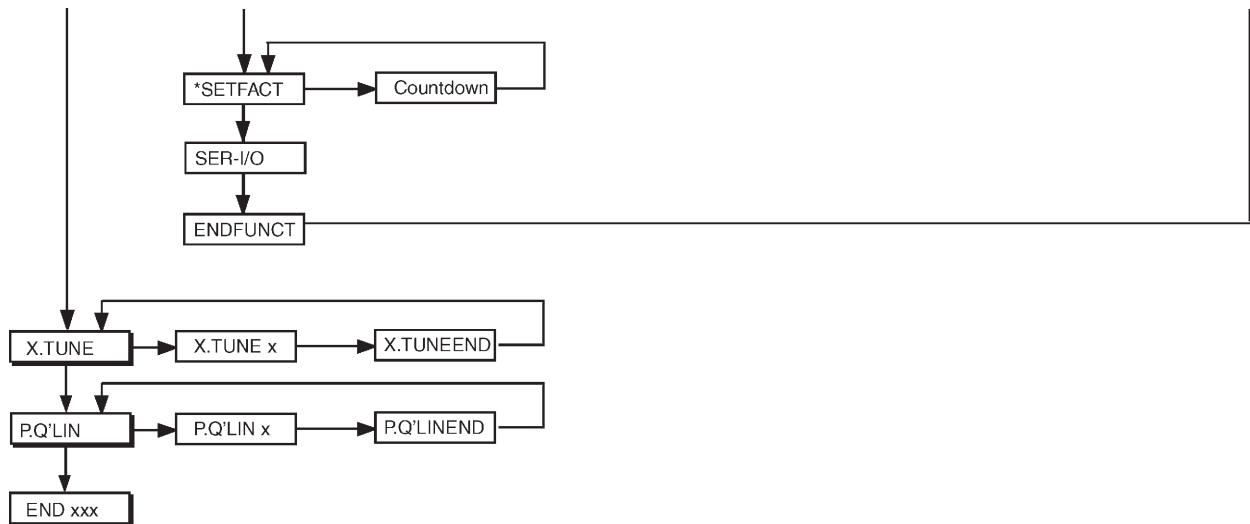 *SETFACT
Countdown
SER-I/O
ENDFUNCT
X.TUNE
X.TUNE x
X.TUNEEND
P.Q’LIN
P.Q’LIN x
P.Q’LINEND
END xxx